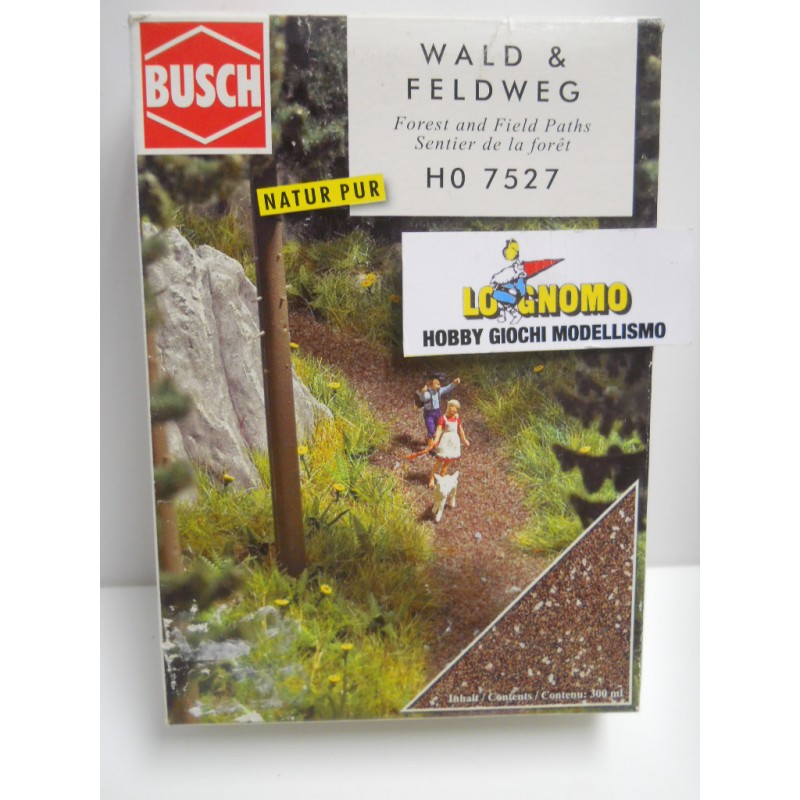 BUSCH
WALD &
FELDWEG
Forest and Field Paths
Sentier de la forêt
H0 7527
NATUR PUR
LO GNOMO
HOBBY GIOCHI MODELLISMO
Inhalt / Contents / Contenu: 300 ml